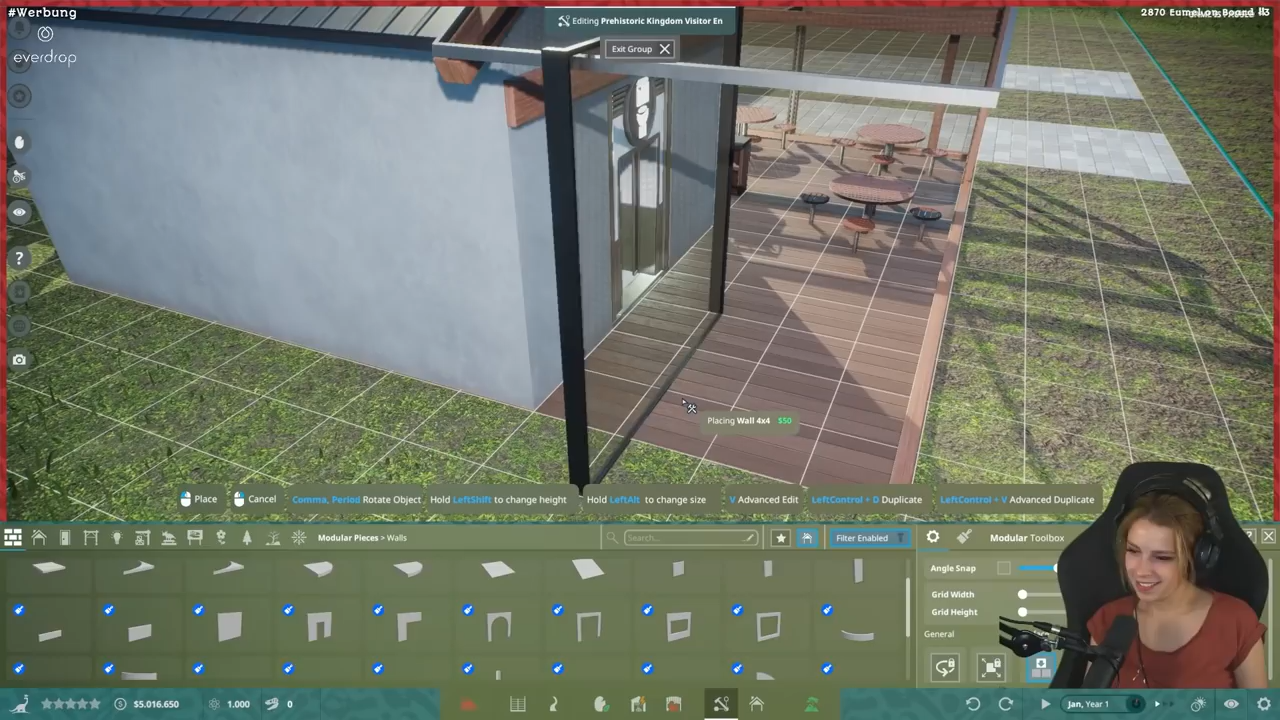 #Werbung
everdrop
Editing Prehistoric Kingdom Visitor En
Exit Group
2870 Eumelon Board
Placing Wall 4x4 $50
Place
Cancel
Comma, Period Rotate Object
Hold LeftShift to change height
Hold LeftAlt to change size
V Advanced Edit
LeftControl + D Duplicate
LeftControl + V Advanced Duplicate
Modular Pieces > Walls
Search...
Filter Enabled
Modular Toolbox
?
Angle Snap
Grid Width
Grid Height
General
$5.016.650
1.000
0
Jan, Year 1